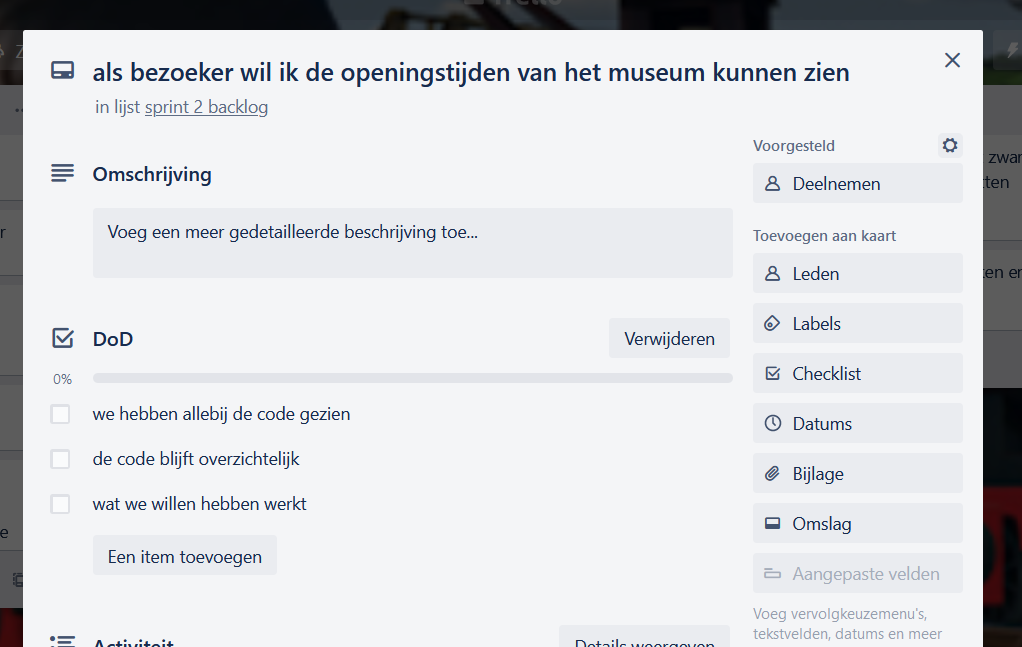 Trello
als bezoeker wil ik de openingstijden van het museum kunnen zien
in lijst sprint 2 backlog
Voorgesteld
Omschrijving
Deelnemen
Voeg een meer gedetailleerde beschrijving toe...
Toevoegen aan kaart
Leden
Labels
DoD
Verwijderen
0%
Checklist
we hebben allebij de code gezien
Datums
de code blijft overzichtelijk
Bijlage
wat we willen hebben werkt
Omslag
Een item toevoegen
Aangepaste velden
Voeg vervolgkeuzemenu's,
tekstvelden, datums en meer
Activiteit
Details weergeven